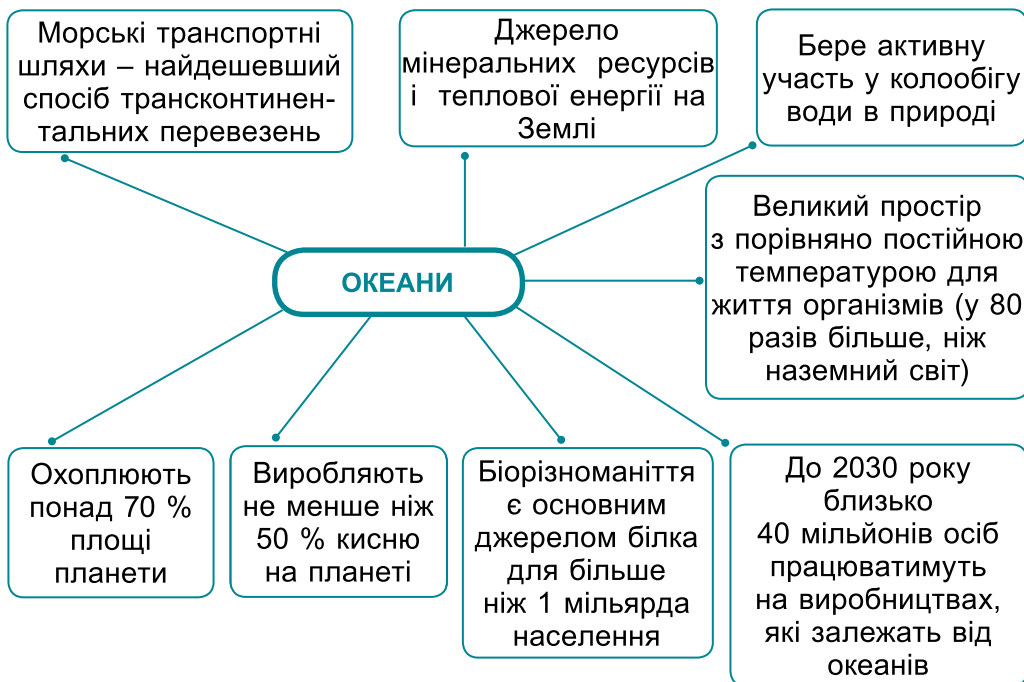 Морські транспортні
шляхи – найдешевший
спосіб трансконтинен-
тальних перевезень
Джерело
мінеральних ресурсів
і теплової енергії на
Землі
Бере активну
участь у колообігу
води в природі
Великий простір
з порівняно постійною
температурою для
життя організмів (у 80
разів більше, ніж
наземний світ)
ОКЕАНИ
Охоплюють
понад 70 %
площі
планети
Виробляють
не менше ніж
50 % кисню
на планеті
Біорізноманіття
є основним
джерелом білка
для більше
ніж 1 мільярда
населення
До 2030 року
близько
40 мільйонів осіб
працюватимуть
на виробництвах,
які залежать від
океанів